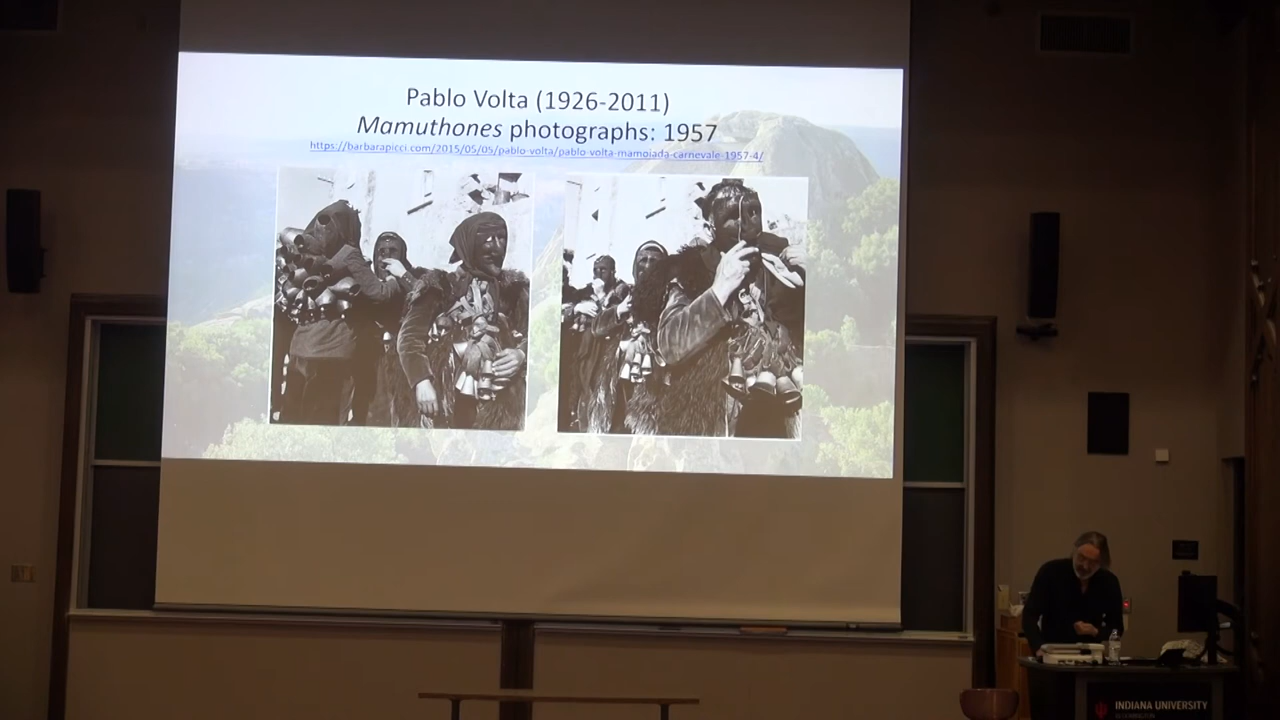 Pablo Volta (1926-2011)
Mamuthones photographs: 1957
https://barbarapicci.com/2015/05/05/pablo-volta/pablo-volta-mamoiada-carnevale-1957-4/
INDIANA UNIVERSITY